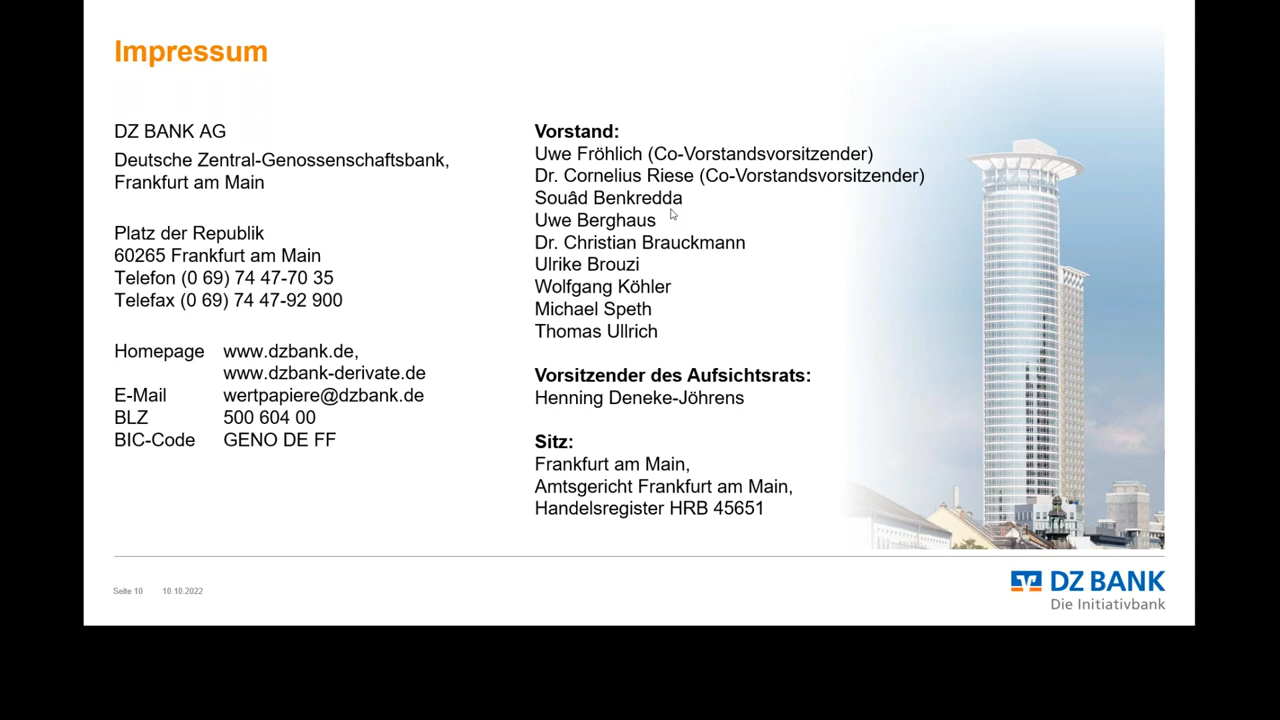 Impressum
DZ BANK AG
Deutsche Zentral-Genossenschaftsbank,
Frankfurt am Main
Platz der Republik
60265 Frankfurt am Main
Telefon (0 69) 74 47-70 35
Telefax (0 69) 74 47-92 900
Homepage www.dzbank.de,
www.dzbank-derivate.de
E-Mail wertpapiere@dzbank.de
BLZ 500 604 00
BIC-Code GENO DE FF
Vorstand:
Uwe Fröhlich (Co-Vorstandsvorsitzender)
Dr. Cornelius Riese (Co-Vorstandsvorsitzender)
Souâd Benkredda
Uwe Berghaus
Dr. Christian Brauckmann
Ulrike Brouzi
Wolfgang Köhler
Michael Speth
Thomas Ullrich
Vorsitzender des Aufsichtsrats:
Henning Deneke-Jöhrens
Sitz:
Frankfurt am Main,
Amtsgericht Frankfurt am Main,
Handelsregister HRB 45651
Seite 10 10.10.2022
DZ BANK
Die Initiativbank